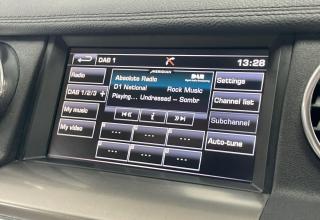 DAB 1
13:28
Radio
DAB 1/2/3 +
My music
My video
MERIDIAN
DAB
Absolute Radio
D1 National Rock Music
Playing... Undressed – Sombr
i
...
...
...
...
...
...
Settings
Channel list
Subchannel
Auto-tune